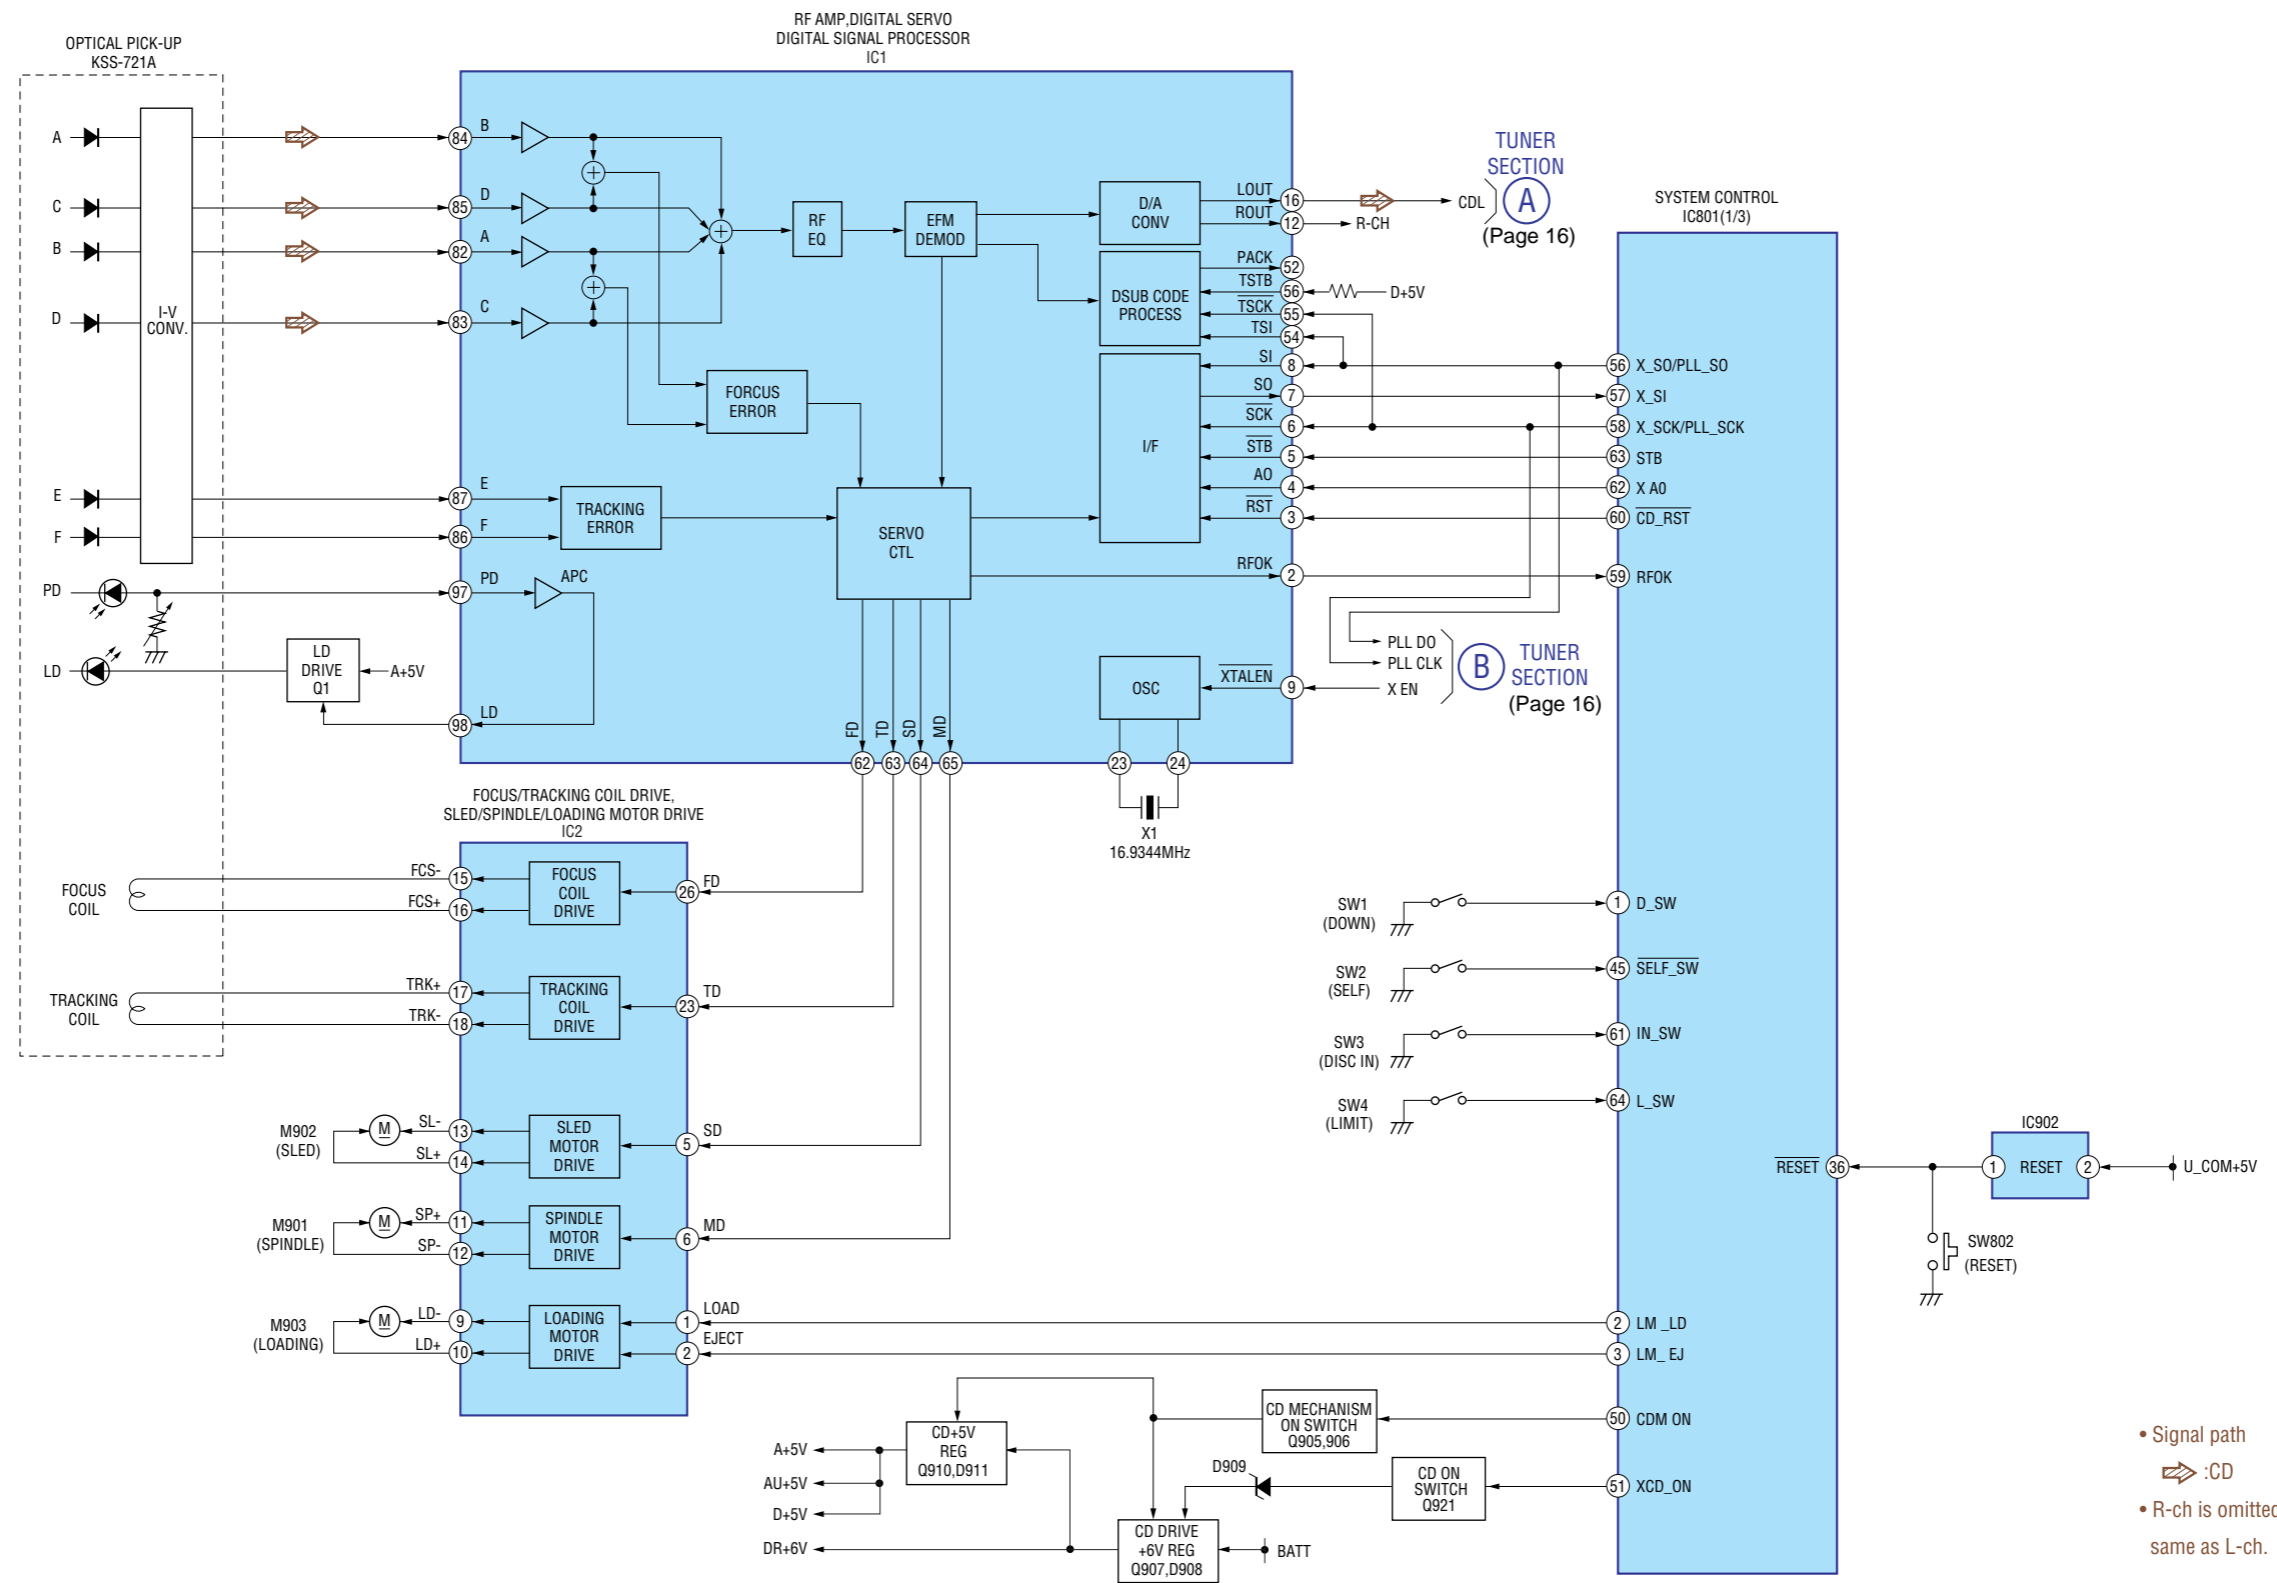 RF AMP,DIGITAL SERVO
DIGITAL SIGNAL PROCESSOR
IC1
OPTICAL PICK-UP
KSS-721A
A
C
B
D
I-V
CONV.
E
F
PD
LD
LD
DRIVE
Q1
A+5V
84
B
85
D
82
A
83
C
87
E
86
F
97
PD
APC
98
LD
RF
EQ
EFM
DEMOD
FORCUS
ERROR
TRACKING
ERROR
SERVO
CTL
D/A
CONV
DSUB CODE
PROCESS
I/F
OSC
LOUT
16
ROUT
12
PACK
52
TSTB
56
TSCK
55
TSI
54
SI
8
SO
7
SCK
6
STB
5
AO
4
RST
3
RFOK
2
XTALEN
9
CDL
R-CH
D+5V
TUNER
SECTION
A
(Page 16)
PLL DO
PLL CLK
X EN
B
TUNER
SECTION
(Page 16)
FD
TD
SD
MD
62
63
64
65
23
24
X1
16.9344MHz
SYSTEM CONTROL
IC801(1/3)
56 X_SO/PLL_SO
57 X_SI
58 X_SCK/PLL_SCK
63 STB
62 X A0
60 CD_RST
59 RFOK
FOCUS/TRACKING COIL DRIVE,
SLED/SPINDLE/LOADING MOTOR DRIVE
IC2
FOCUS
COIL
FCS-
15
FCS+
16
FOCUS
COIL
DRIVE
26
FD
TRACKING
COIL
TRK+
17
TRK-
18
TRACKING
COIL
DRIVE
23
TD
M902
(SLED)
M
SL-
13
SL+
14
SLED
MOTOR
DRIVE
5
SD
M901
(SPINDLE)
M
SP+
11
SP-
12
SPINDLE
MOTOR
DRIVE
6
MD
M903
(LOADING)
M
LD-
9
LD+
10
LOADING
MOTOR
DRIVE
1
LOAD
2
EJECT
SW1
(DOWN)
1 D_SW
SW2
(SELF)
45 SELF_SW
SW3
(DISC IN)
61 IN_SW
SW4
(LIMIT)
64 L_SW
RESET 36
IC902
1 RESET 2
U_COM+5V
SW802
(RESET)
2 LM _LD
3 LM_ EJ
50 CDM ON
51 XCD_ON
CD MECHANISM
ON SWITCH
Q905,906
CD ON
SWITCH
Q921
D909
CD+5V
REG
Q910,D911
A+5V
AU+5V
D+5V
DR+6V
CD DRIVE
+6V REG
Q907,D908
BATT
• Signal path
:CD
• R-ch is omitted
same as L-ch.